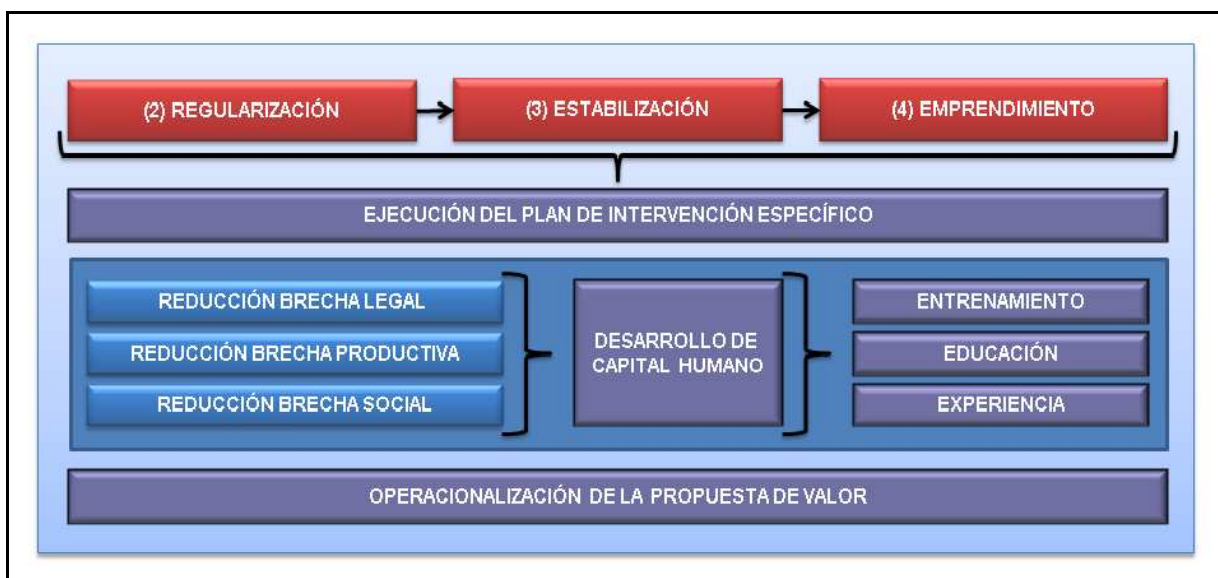 (2) REGULARIZACIÓN
(3) ESTABILIZACIÓN
(4) EMPRENDIMIENTO
EJECUCIÓN DEL PLAN DE INTERVENCIÓN ESPECÍFICO
REDUCCIÓN BRECHA LEGAL
REDUCCIÓN BRECHA PRODUCTIVA
REDUCCIÓN BRECHA SOCIAL
DESARROLLO DE
CAPITAL HUMANO
ENTRENAMIENTO
EDUCACIÓN
EXPERIENCIA
OPERACIONALIZACIÓN DE LA PROPUESTA DE VALOR